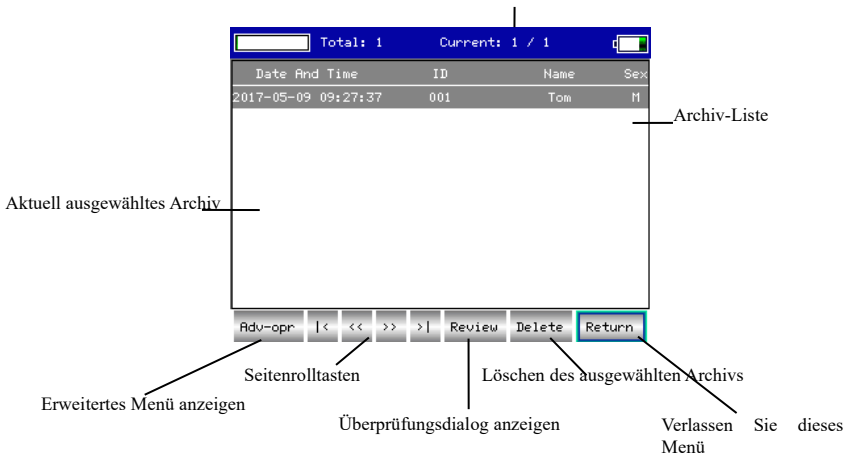 Total: 1 Current: 1 / 1
Date And Time ID Name Sex
2017-05-09 09:27:37 001 Tom M
Archiv-Liste
Aktuell ausgewähltes Archiv
Adv-opr |< << >> >| Review Delete Return
Seitenrolltasten
Löschen des ausgewählten Archivs
Erweitertes Menü anzeigen
Überprüfungsdialog anzeigen
Verlassen Sie dieses
Menü